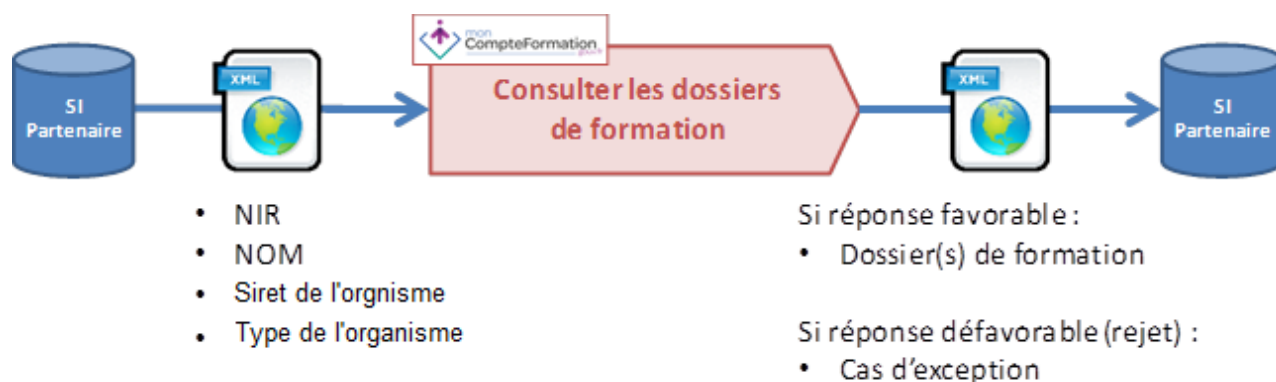 mon
CompteFormation
XML
XML
SI
Partenaire
Consulter les dossiers
de formation
SI
Partenaire
• NIR
• NOM
• Siret de l'orgnisme
• Type de l'organisme
Si réponse favorable :
• Dossier(s) de formation
Si réponse défavorable (rejet) :
• Cas d'exception